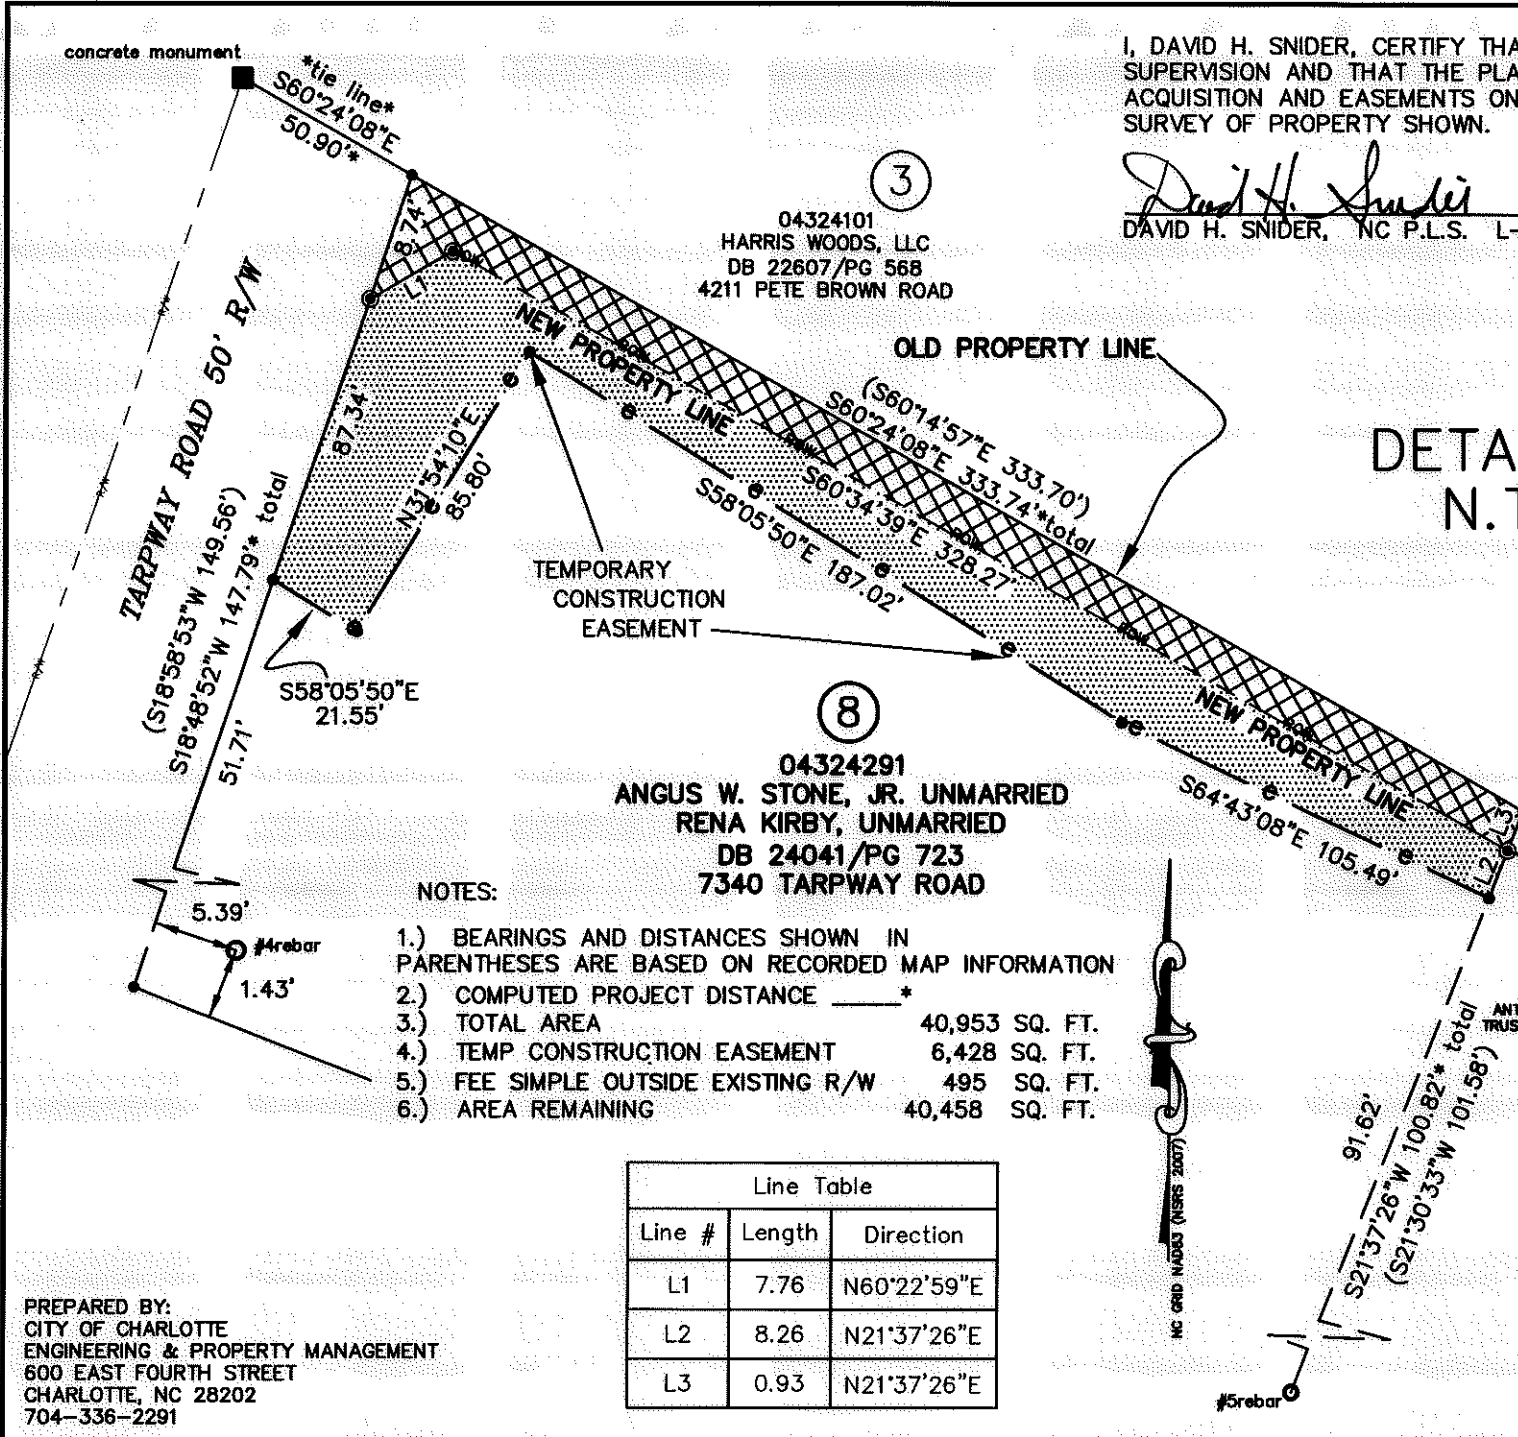 concrete monument
*tie line*
S60°24'08"E
50.90'*
I, DAVID H. SNIDER, CERTIFY THA
SUPERVISION AND THAT THE PLA
ACQUISITION AND EASEMENTS ON
SURVEY OF PROPERTY SHOWN.
David H. Snider
DAVID H. SNIDER, NC P.L.S. L-
3
04324101
HARRIS WOODS, LLC
DB 22607/PG 568
4211 PETE BROWN ROAD
8.74'
L1
ROW
NEW PROPERTY LINE
ROW
OLD PROPERTY LINE
(S60°14'57"E 333.70')
S60°24'08"E 333.74'*total
ROW
S60°34'39"E 328.27'
ROW
S58°05'50"E 187.02'
DETA
N.T
TARPWAY ROAD 50' R/W
R/W
R/W
R/W
87.34'
N31°54'10"E
85.80'
e
e
e
e
e
e
e
e
e
e
TEMPORARY
CONSTRUCTION
EASEMENT
(S18°58'53"W 149.56')
S18°48'52"W 147.79'* total
51.71'
S58°05'50"E
21.55'
ROW
NEW PROPERTY LINE
ROW
S64°43'08"E 105.49'
L3
L2
8
04324291
ANGUS W. STONE, JR. UNMARRIED
RENA KIRBY, UNMARRIED
DB 24041/PG 723
7340 TARPWAY ROAD
5.39'
#4rebar
1.43'
NOTES:
1.) BEARINGS AND DISTANCES SHOWN IN
PARENTHESES ARE BASED ON RECORDED MAP INFORMATION
2.) COMPUTED PROJECT DISTANCE _____*
3.) TOTAL AREA 40,953 SQ. FT.
4.) TEMP CONSTRUCTION EASEMENT 6,428 SQ. FT.
5.) FEE SIMPLE OUTSIDE EXISTING R/W 495 SQ. FT.
6.) AREA REMAINING 40,458 SQ. FT.
NC GRID NAD83 (NSRS 2007)
ANT
TRUS
91.62'
S21°37'26"W 100.82'* total
(S21°30'33"W 101.58')
#5rebar
Line Table
Line # Length Direction
L1 7.76 N60°22'59"E
L2 8.26 N21°37'26"E
L3 0.93 N21°37'26"E
PREPARED BY:
CITY OF CHARLOTTE
ENGINEERING & PROPERTY MANAGEMENT
600 EAST FOURTH STREET
CHARLOTTE, NC 28202
704-336-2291